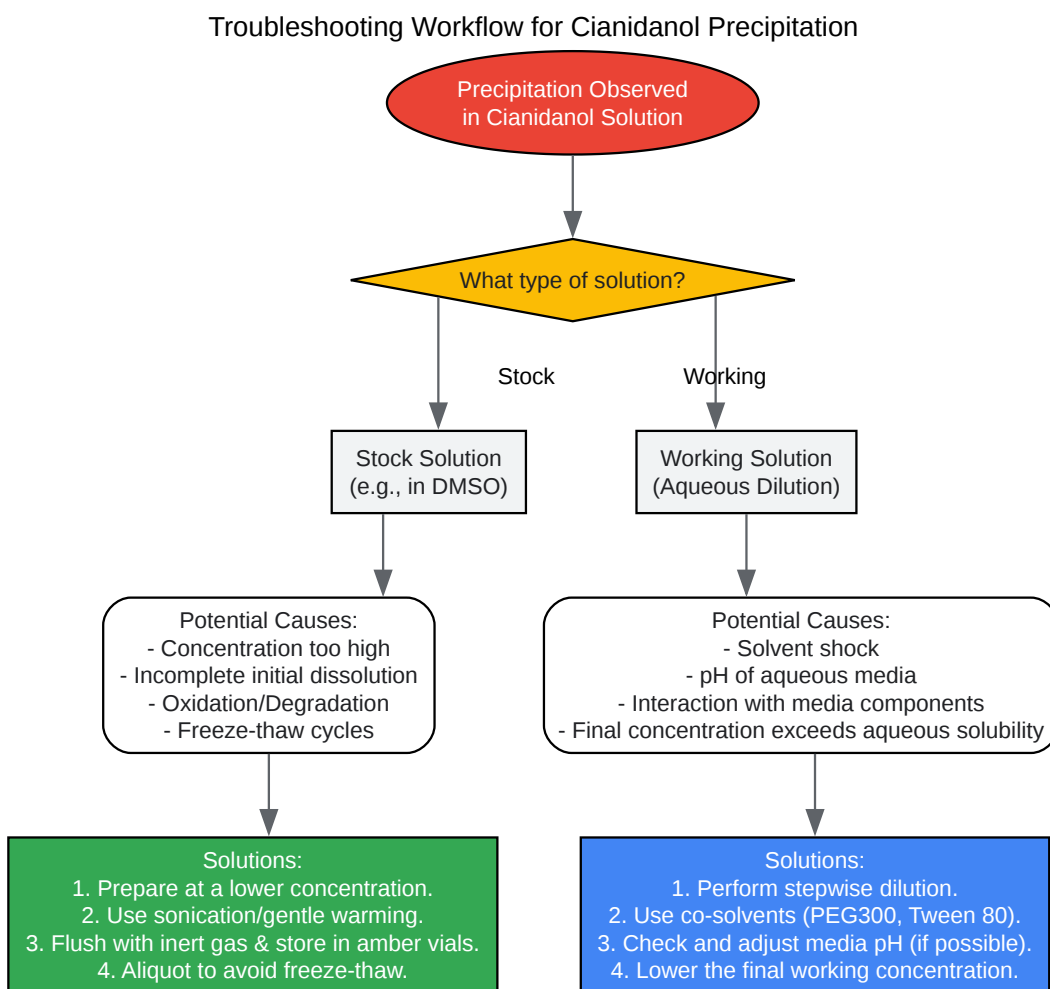 Troubleshooting Workflow for Cianidanol Precipitation
Precipitation Observed
in Cianidanol Solution
What type of solution?
Stock
Working
Stock Solution
(e.g., in DMSO)
Working Solution
(Aqueous Dilution)
Potential Causes:
- Concentration too high
- Incomplete initial dissolution
- Oxidation/Degradation
- Freeze-thaw cycles
Potential Causes:
- Solvent shock
- pH of aqueous media
- Interaction with media components
- Final concentration exceeds aqueous solubility
Solutions:
1. Prepare at a lower concentration.
2. Use sonication/gentle warming.
3. Flush with inert gas & store in amber vials.
4. Aliquot to avoid freeze-thaw.
Solutions:
1. Perform stepwise dilution.
2. Use co-solvents (PEG300, Tween 80).
3. Check and adjust media pH (if possible).
4. Lower the final working concentration.